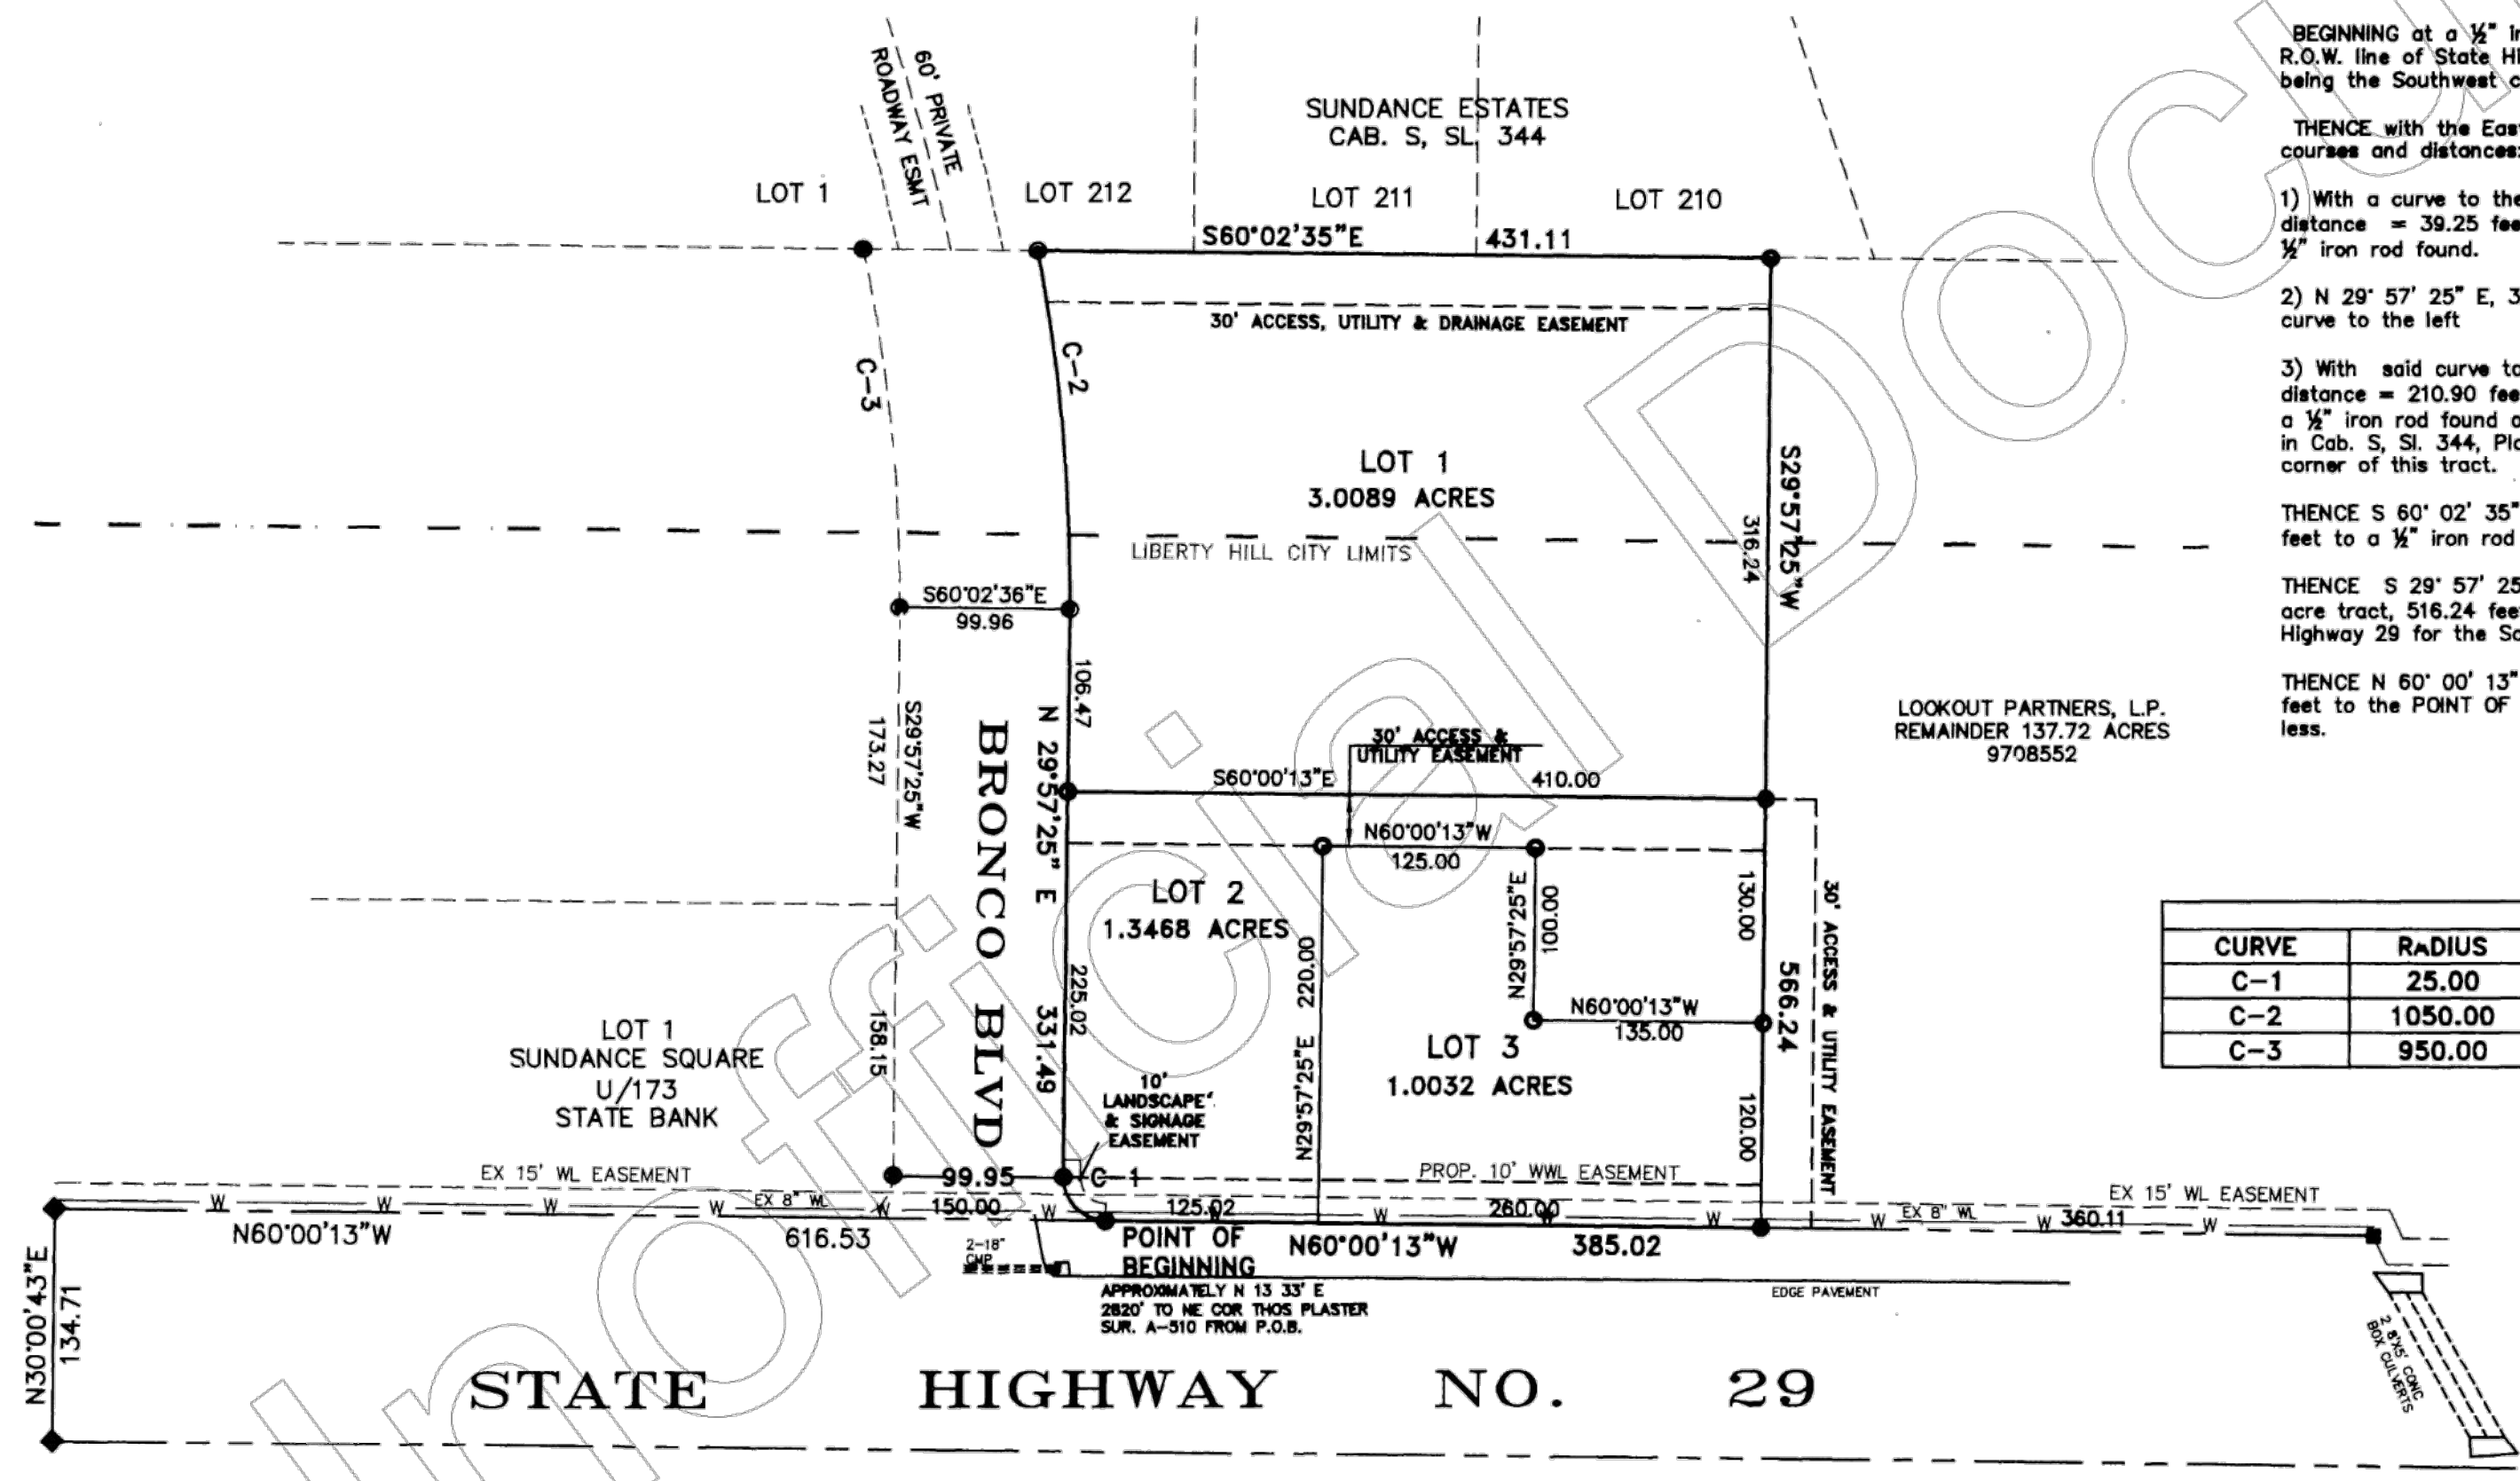 60' PRIVATE
ROADWAY ESMT
SUNDANCE ESTATES
CAB. S, SL. 344
LOT 1
LOT 212
LOT 211
LOT 210
S60°02'35"E
431.11
30' ACCESS, UTILITY & DRAINAGE EASEMENT
C-3
C-2
LOT 1
3.0089 ACRES
S29°57'25"W
316.24
LIBERTY HILL CITY LIMITS
S60°02'36"E
99.96
106.47
S29°57'25"W
173.27
BRONCO BLVD
N 29°57'25" E 331.49
30' ACCESS &
UTILITY EASEMENT
S60°00'13"E
410.00
LOOKOUT PARTNERS, L.P.
REMAINDER 137.72 ACRES
9708552
N60°00'13"W
125.00
LOT 2
1.3468 ACRES
N29°57'25"E
100.00
130.00
30' ACCESS & UTILITY EASEMENT
566.24
225.02
N29°57'25"E 220.00
N60°00'13"W
135.00
LOT 3
1.0032 ACRES
120.00
158.15
LOT 1
SUNDANCE SQUARE
U/173
STATE BANK
10'
LANDSCAPE
& SIGNAGE
EASEMENT
EX 15' WL EASEMENT
99.95
C-1
PROP. 10' WWL EASEMENT
EX 15' WL EASEMENT
W W W W EX 8" WL W 150.00 W 125.02 W W 260.00 W W W EX 8" WL W 360.11 W
N60°00'13"W
616.53
2-18"
CMP
POINT OF
BEGINNING
N60°00'13"W
385.02
APPROXIMATELY N 13 33' E
2820' TO NE COR THOS PLASTER
SUR. A-510 FROM P.O.B.
EDGE PAVEMENT
N30°00'43"E
134.71
2 8'X5' CONC
BOX CULVERTS
STATE HIGHWAY NO. 29
BEGINNING at a ½" i
R.O.W. line of State Hi
being the Southwest c
THENCE with the Eas
courses and distances:
1) With a curve to the
distance = 39.25 fee
½" iron rod found.
2) N 29° 57' 25" E, 3
curve to the left
3) With said curve to
distance = 210.90 fee
a ½" iron rod found a
in Cab. S, Sl. 344, Pla
corner of this tract.
THENCE S 60° 02' 35"
feet to a ½" iron rod
THENCE S 29° 57' 25
acre tract, 516.24 fee
Highway 29 for the So
THENCE N 60° 00' 13"
feet to the POINT OF
less.
CURVE RADIUS
C-1 25.00
C-2 1050.00
C-3 950.00
Unofficial Docu